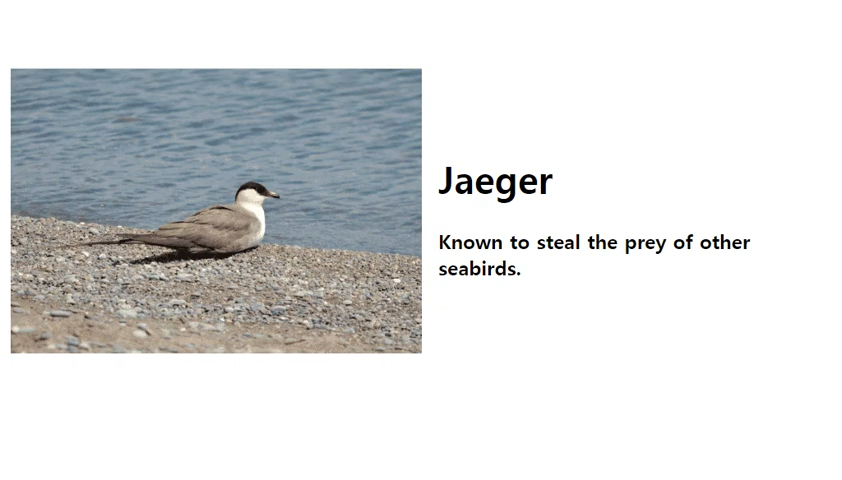 Jaeger
Known to steal the prey of other
seabirds.